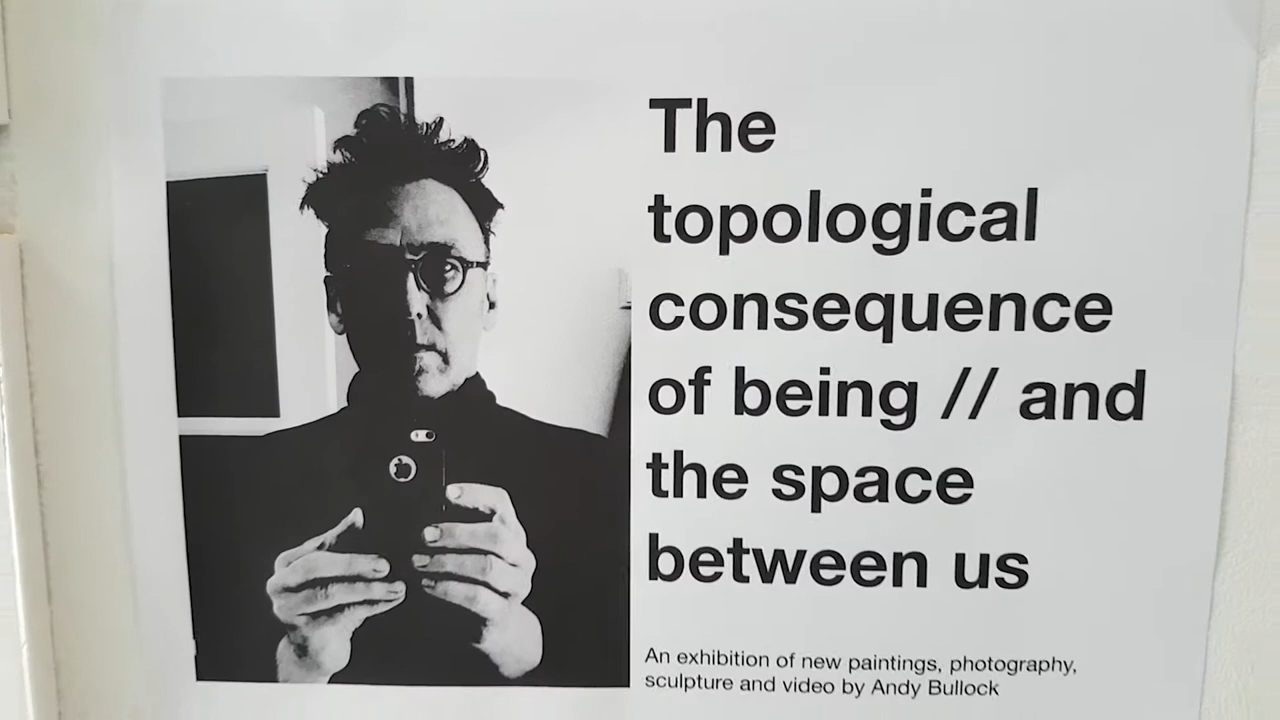 The
topological
consequence
of being // and
the space
between us
An exhibition of new paintings, photography,
sculpture and video by Andy Bullock